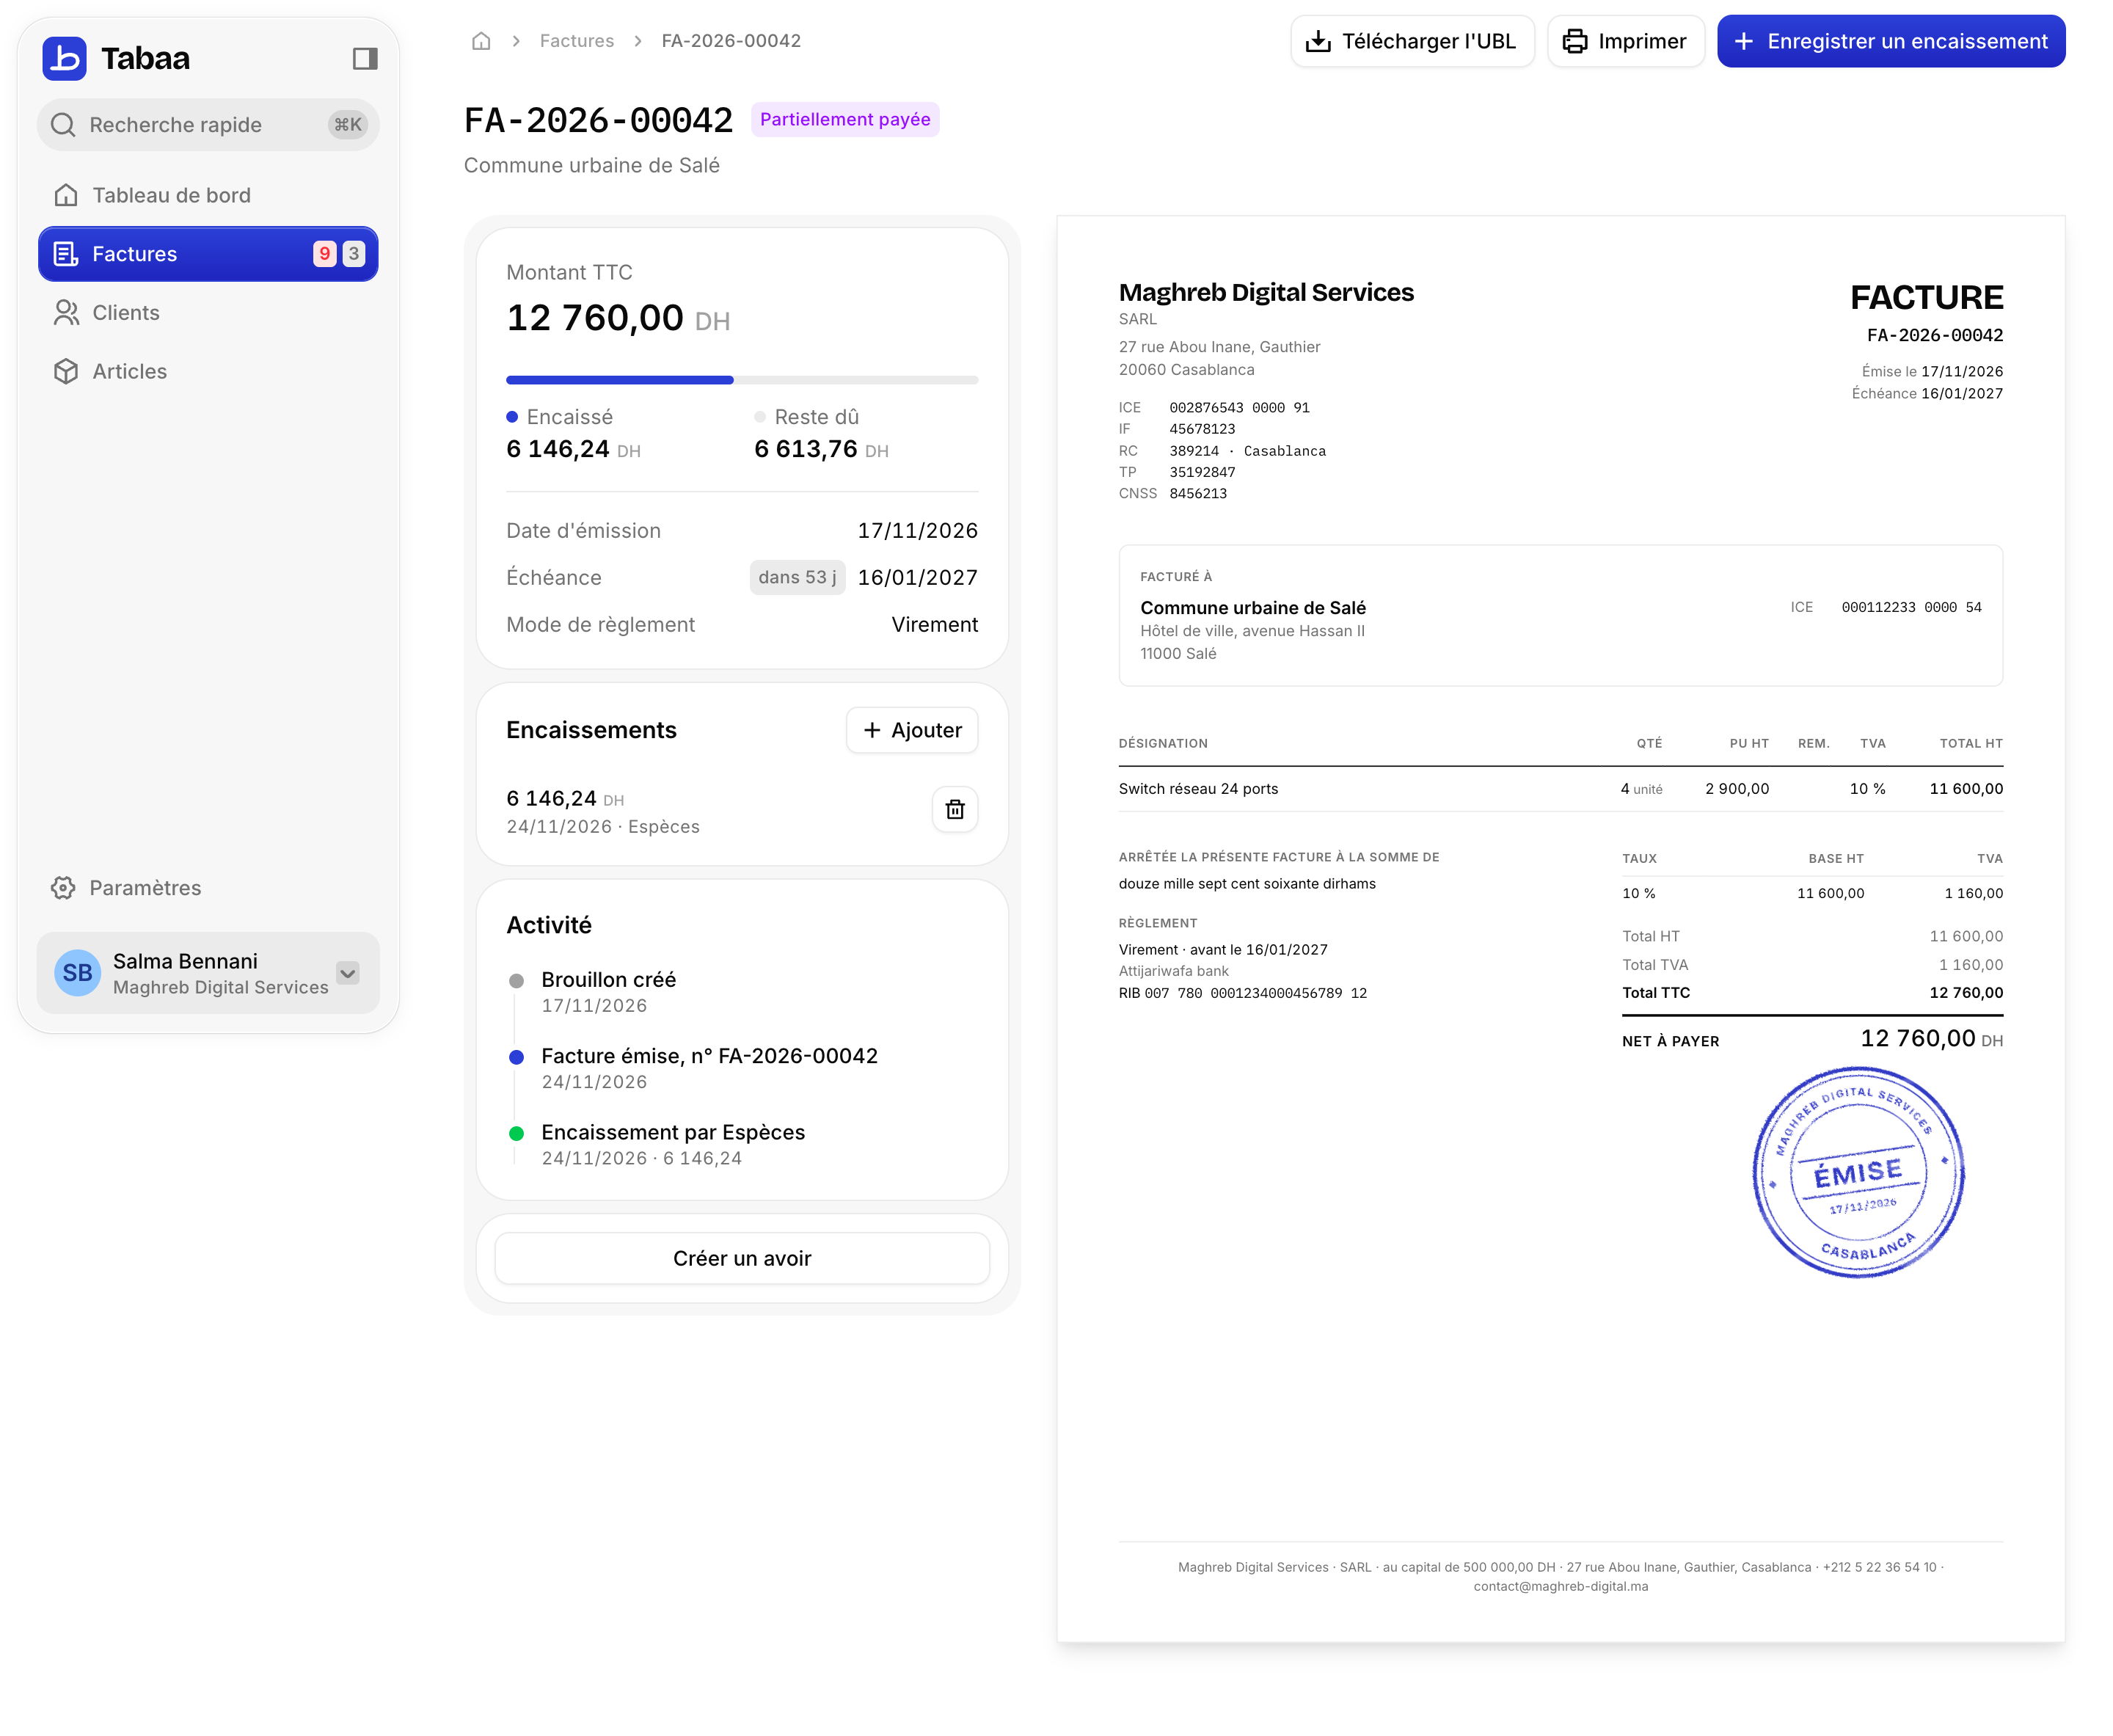 Tabaa
Recherche rapide ⌘K
Tableau de bord
Factures 9 3
Clients
Articles
Paramètres
SB Salma Bennani
Maghreb Digital Services
Factures FA-2026-00042
Télécharger l'UBL
Imprimer
Enregistrer un encaissement
FA-2026-00042 Partiellement payée
Commune urbaine de Salé
Montant TTC
12 760,00 DH
Encaissé Reste dû
6 146,24 DH 6 613,76 DH
Date d'émission 17/11/2026
Échéance dans 53 j 16/01/2027
Mode de règlement Virement
Encaissements Ajouter
6 146,24 DH
24/11/2026 · Espèces
Activité
Brouillon créé
17/11/2026
Facture émise, n° FA-2026-00042
24/11/2026
Encaissement par Espèces
24/11/2026 · 6 146,24
Créer un avoir
Maghreb Digital Services
SARL
27 rue Abou Inane, Gauthier
20060 Casablanca
ICE 002876543 0000 91
IF 45678123
RC 389214 · Casablanca
TP 35192847
CNSS 8456213
FACTURE
FA-2026-00042
Émise le 17/11/2026
Échéance 16/01/2027
FACTURÉ À
Commune urbaine de Salé
Hôtel de ville, avenue Hassan II
11000 Salé
ICE 000112233 0000 54
DÉSIGNATION QTÉ PU HT REM. TVA TOTAL HT
Switch réseau 24 ports 4 unité 2 900,00 10 % 11 600,00
ARRÊTÉE LA PRÉSENTE FACTURE À LA SOMME DE
douze mille sept cent soixante dirhams
RÈGLEMENT
Virement · avant le 16/01/2027
Attijariwafa bank
RIB 007 780 0001234000456789 12
TAUX BASE HT TVA
10 % 11 600,00 1 160,00
Total HT 11 600,00
Total TVA 1 160,00
Total TTC 12 760,00
NET À PAYER 12 760,00 DH
MAGHREB DIGITAL SERVICES
ÉMISE
17/11/2026
CASABLANCA
Maghreb Digital Services · SARL · au capital de 500 000,00 DH · 27 rue Abou Inane, Gauthier, Casablanca · +212 5 22 36 54 10 ·
contact@maghreb-digital.ma